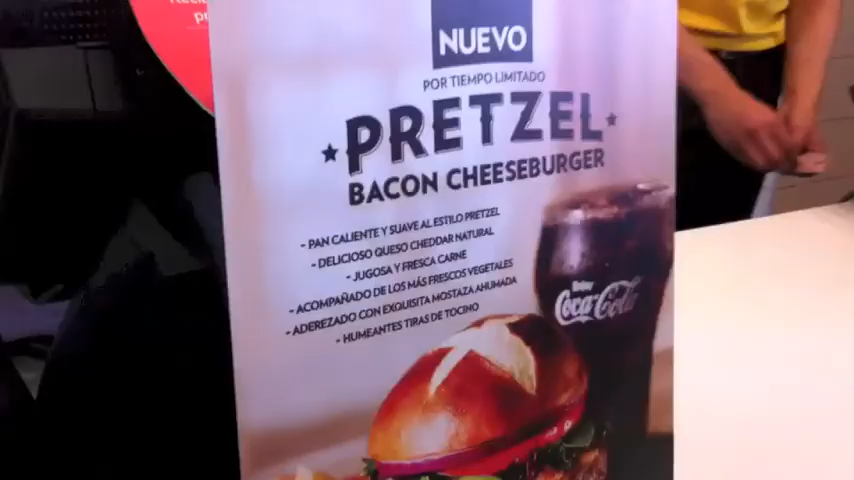 NUEVO
POR TIEMPO LIMITADO
PRETZEL
BACON CHEESEBURGER
- PAN CALIENTE Y SUAVE AL ESTILO PRETZEL
- DELICIOSO QUESO CHEDDAR NATURAL
- JUGOSA Y FRESCA CARNE
- ACOMPAÑADO DE LOS MÁS FRESCOS VEGETALES
- ADEREZADO CON EXQUISITA MOSTAZA AHUMADA
- HUMEANTES TIRAS DE TOCINO
Coca-Cola